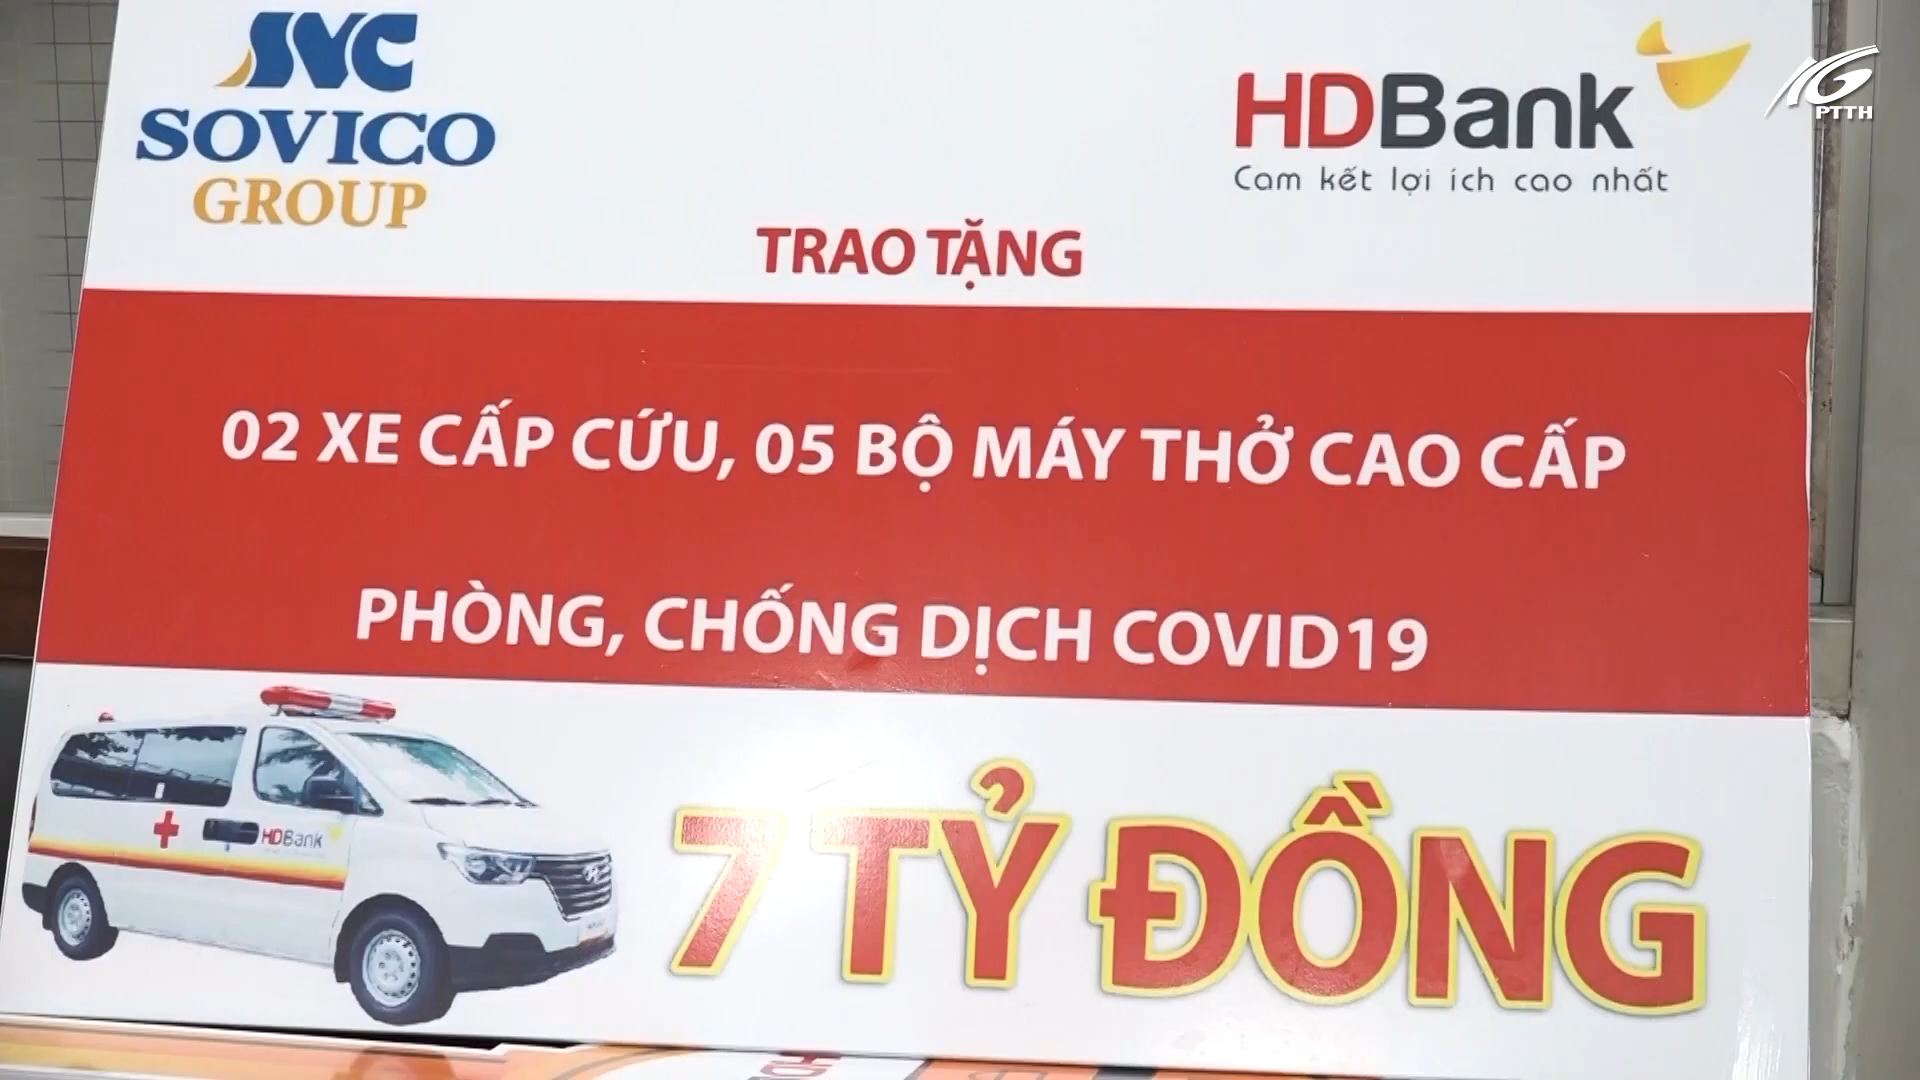 SVC
SOVICO
GROUP
HDBank
Cam kết lợi ích cao nhất
KG
PTTH
TRAO TẶNG
02 XE CẤP CỨU, 05 BỘ MÁY THỞ CAO CẤP
PHÒNG, CHỐNG DỊCH COVID19
HDBank
7 TỶ ĐỒNG